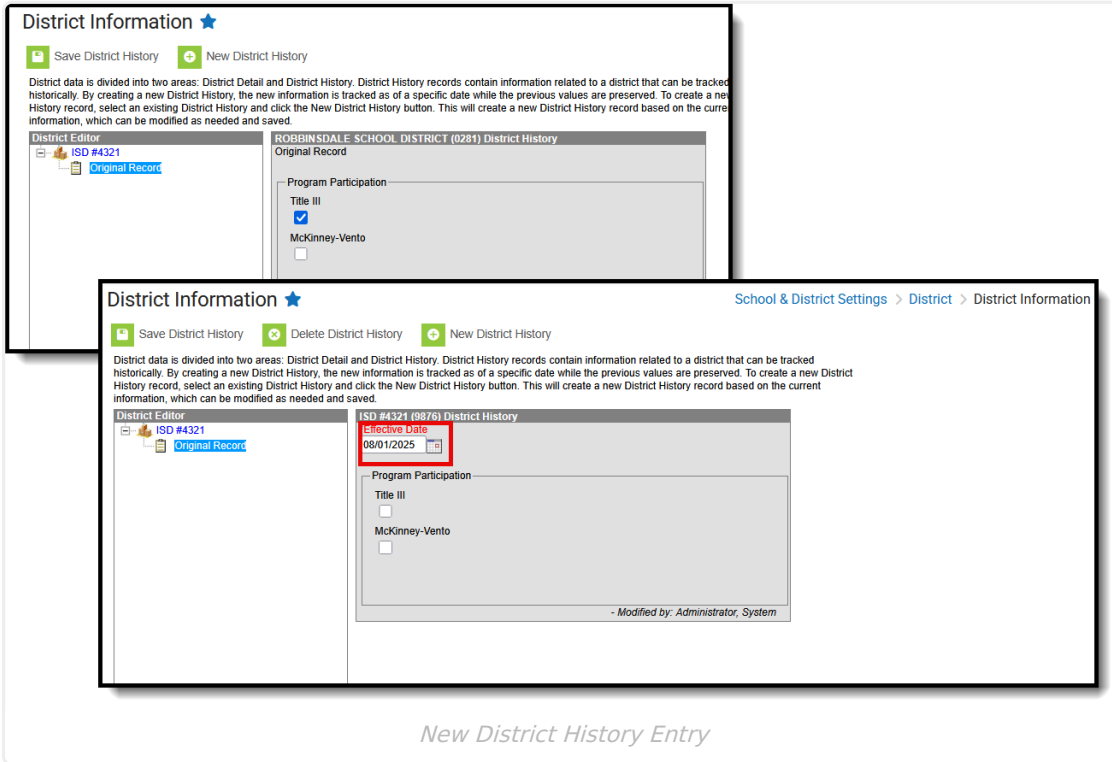 District Information
Save District History New District History
District data is divided into two areas: District Detail and District History. District History records contain information related to a district that can be tracked
historically. By creating a new District History, the new information is tracked as of a specific date while the previous values are preserved. To create a new
History record, select an existing District History and click the New District History button. This will create a new District History record based on the
information, which can be modified as needed and saved.
District Editor
ISD #4321
Original Record
ROBBINSDALE SCHOOL DISTRICT (0281) District History
Original Record
Program Participation
Title III
McKinney-Vento
District Information
School & District Settings > District > District Information
Save District History Delete District History New District History
District data is divided into two areas: District Detail and District History. District History records contain information related to a district that can be tracked
historically. By creating a new District History, the new information is tracked as of a specific date while the previous values are preserved. To create a new District
History record, select an existing District History and click the New District History button. This will create a new District History record based on the current
information, which can be modified as needed and saved.
District Editor
ISD #4321
Original Record
ISD #4321 (9876) District History
Effective Date
08/01/2025
Program Participation
Title III
McKinney-Vento
- Modified by: Administrator, System
New District History Entry